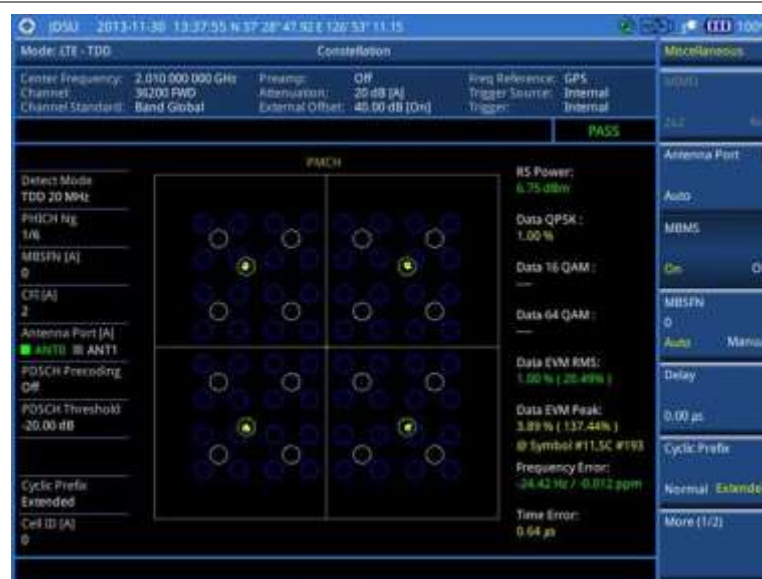 JDSU 2013-11-30 13:37:55 N 37°28'47.92 E 126°53'11.15 100%
Mode: LTE - TDD Constellation Miscellaneous
Center Frequency: 2.010 000 000 GHz Preamp: Off Freq Reference: GPS
Channel: 36200 FWD Attenuation: 20 dB [A] Trigger Source: Internal
Channel Standard: Band Global External Offset: 40.00 dB [On] Trigger: Internal
PASS
PMCH
Detect Mode
TDD 20 MHz
PHICH Ng
1/6
MBSFN [A]
0
CFI [A]
2
Antenna Port [A]
ANT0 ANT1
PDSCH Precoding
Off
PDSCH Threshold
-20.00 dB
Cyclic Prefix
Extended
Cell ID [A]
0
RS Power:
6.75 dBm
Data QPSK :
1.00 %
Data 16 QAM :
---
Data 64 QAM :
---
Data EVM RMS:
1.00 % ( 20.49% )
Data EVM Peak:
3.89 % ( 137.44% )
@ Symbol #11,SC #193
Frequency Error:
-24.42 Hz / -0.012 ppm
Time Error:
0.64 µs
2x2
Antenna Port
Auto
MBMS
On O
MBSFN
0
Auto Manua
Delay
0.00 µs
Cyclic Prefix
Normal Extende
More (1/2)